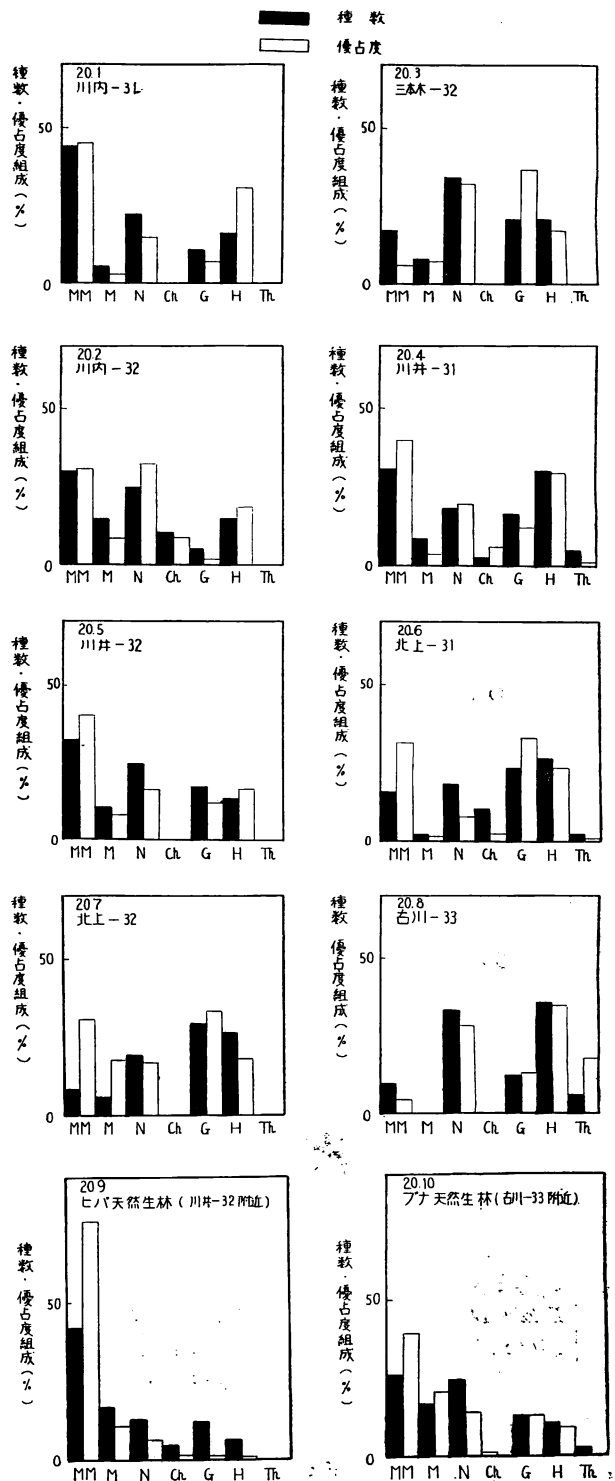 種数
優占度
種数・優占度組成(%)
50
0
20.1
川内-31
MM M N Ch G H Th
20.3
三本木-32
種数・優占度組成(%)
50
0
MM M N Ch G H Th
種数・優占度組成(%)
50
0
20.2
川内-32
MM M N Ch G H Th
種数・優占度組成(%)
50
0
20.4
川井-31
MM M N Ch G H Th
種数・優占度組成(%)
50
0
20.5
川井-32
MM M N Ch G H Th
種数・優占度組成(%)
50
0
20.6
北上-31
MM M N Ch G H Th
種数・優占度組成(%)
50
0
20.7
北上-32
MM M N Ch G H Th
種数・優占度組成(%)
50
0
20.8
古川-33
MM M N Ch G H Th
種数・優占度組成(%)
50
0
20.9
ヒバ天然生林(川井-32附近)
MM M N Ch G H Th
種数・優占度組成(%)
50
0
20.10
ブナ天然生林(古川-33附近)
MM M N Ch G H Th